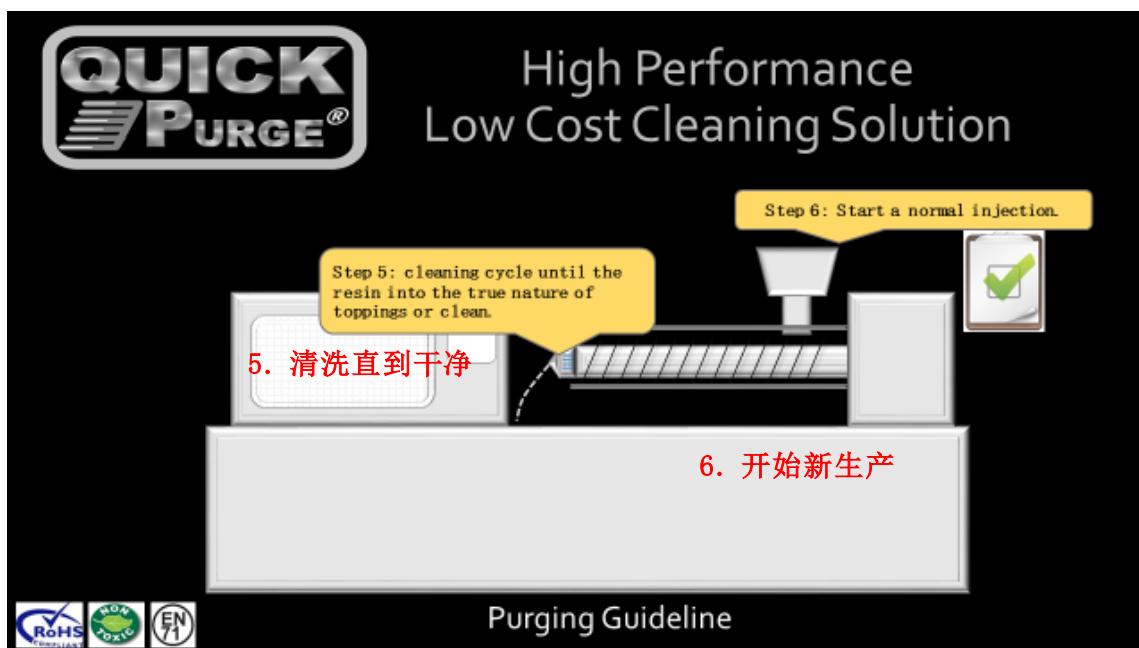 QUICK
PURGE®
High Performance
Low Cost Cleaning Solution
Step 6: Start a normal injection.
Step 5: cleaning cycle until the
resin into the true nature of
toppings or clean.
5. 清洗直到干净
6. 开始新生产
RoHS
COMPLIANT
NON
TOXIC
EN
71
Purging Guideline